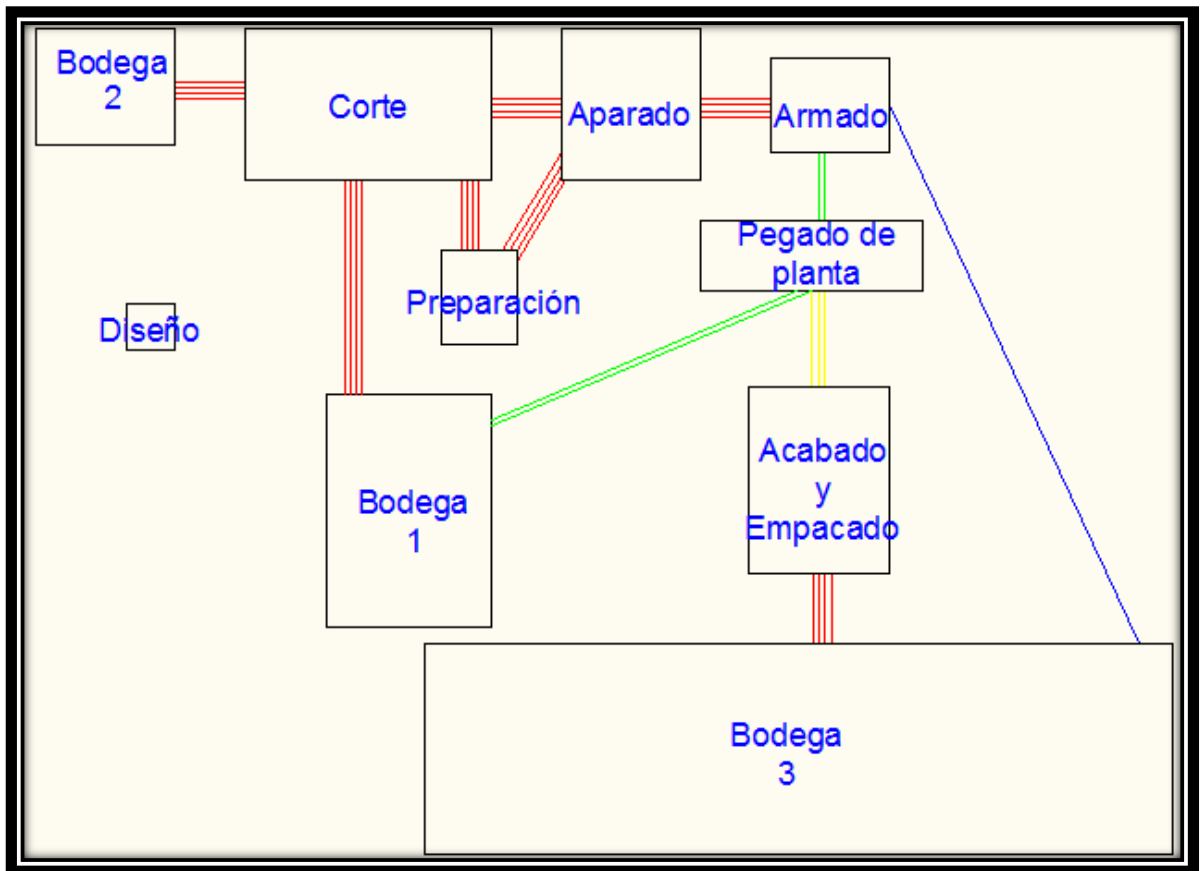 Bodega
2
Corte
Aparado
Armado
Pegado de
planta
Preparación
Diseño
Bodega
1
Acabado
y
Empacado
Bodega
3